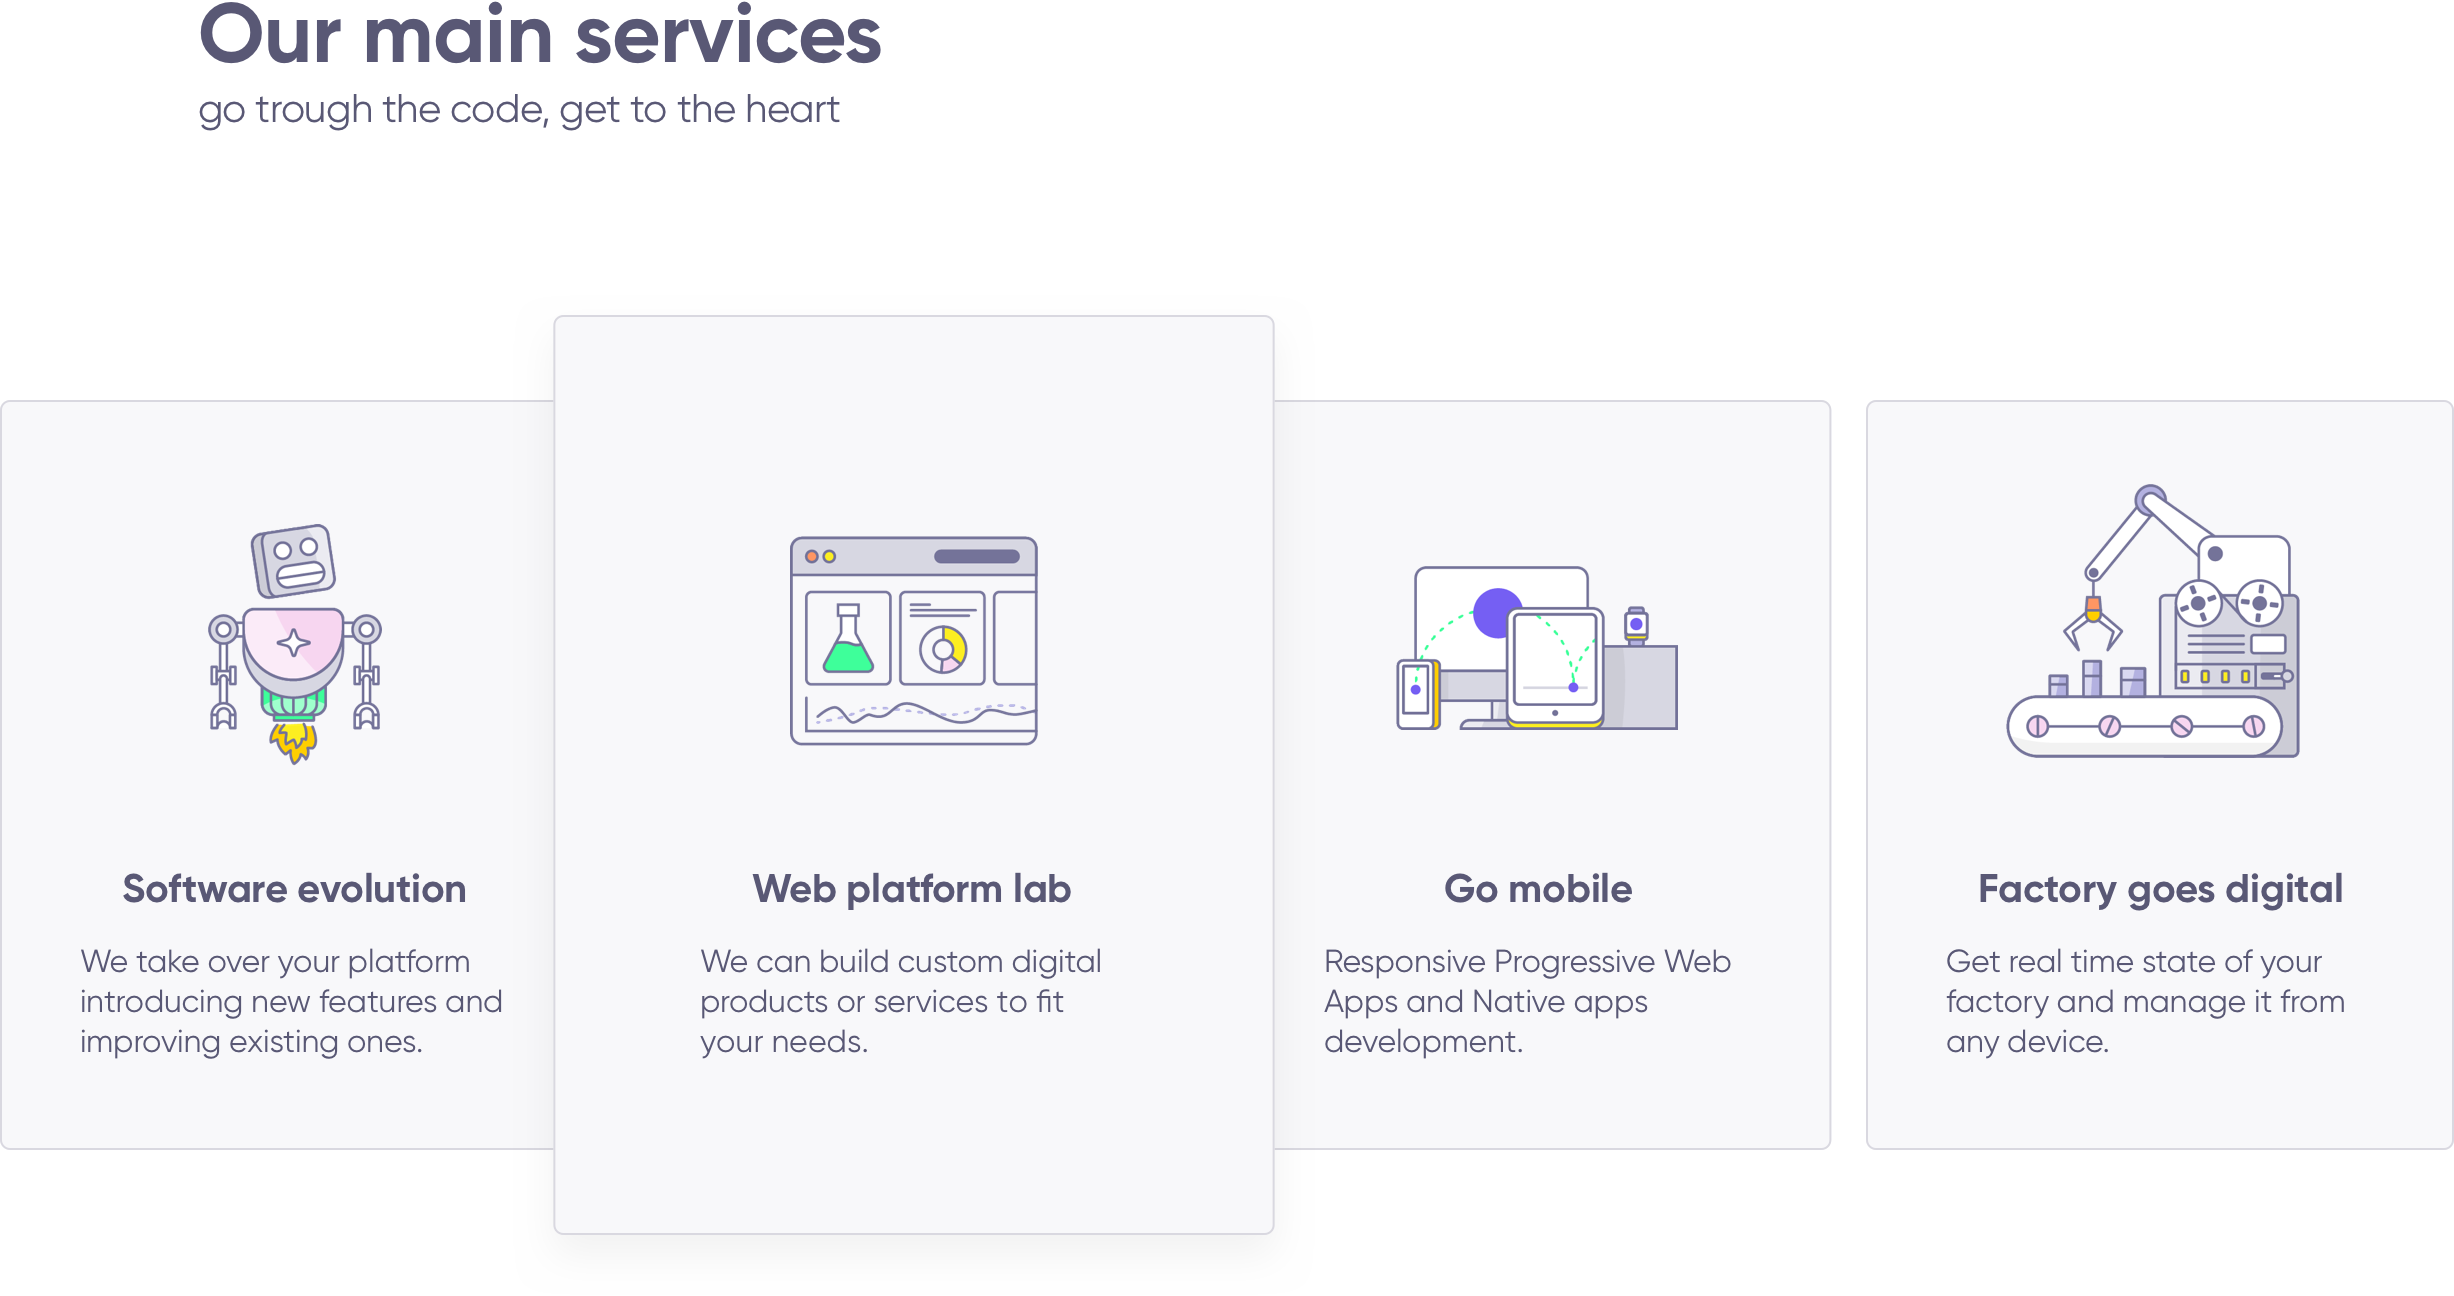 Our main services
go trough the code, get to the heart
Software evolution
We take over your platform
introducing new features and
improving existing ones.
Web platform lab
We can build custom digital
products or services to fit
your needs.
Go mobile
Responsive Progressive Web
Apps and Native apps
development.
Factory goes digital
Get real time state of your
factory and manage it from
any device.